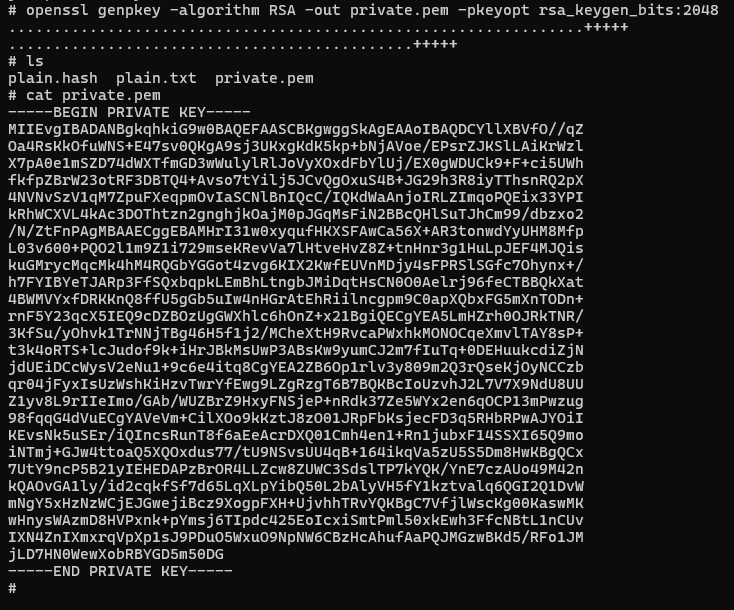 # openssl genpkey -algorithm RSA -out private.pem -pkeyopt rsa_keygen_bits:2048
................................................................+++++
.............................................+++++
# ls
plain.hash  plain.txt  private.pem
# cat private.pem
-----BEGIN PRIVATE KEY-----
MIIEvgIBADANBgkqhkiG9w0BAQEFAASCBKgwggSkAgEAAoIBAQDCYllXBVfO//qZ
Oa4RsKkOfuWNS+E47sv0QKgA9sj3UKxgKdK5kp+bNjAVoe/EPsrZJKSlLAiKrWzl
X7pA0e1mSZD74dWXTfmGD3wWulylRlJoVyXOxdFbYlUj/EX0gWDUCk9+F+ci5UWh
fkfpZBrW23otRF3DBTQ4+Avso7tYilj5JCvQgOxuS4B+JG29h3R8iyTThsnRQ2pX
4NVNvSzV1qM7ZpuFXeqpmOvIaSCNlBnIQcC/IQKdWaAnjoIRLZImqoPQEix33YPI
kRhWCXVL4kAc3DOThtzn2gnghjkOajM0pJGqMsFiN2BBcQHlSuTJhCm99/dbzxo2
/N/ZtFnPAgMBAAECggEBAMHrI31w0xyqufHKXSFAwCa56X+AR3tonwdYyUHM8Mfp
L03v600+PQO2l1m9Z1i729mseKRevVa7lHtveHvZ8Z+tnHnr3g1HuLpJEF4MJQis
kuGMrycMqcMk4hM4RQGbYGGot4zvg6KIX2KwfEUVnMDjy4sFPRSlSGfc7Ohynx+/
h7FYIBYeTJARp3FfSQxbqpkLEmBhLtngbJMiDqtHsCN0O0Aelrj96feCTBBQkXat
4BWMVYxfDRKKnQ8ffU5gGb5uIw4nHGrAtEhRiilncgpm9C0apXQbxFG5mXnTODn+
rnF5Y23qcX5IEQ9cDZBOzUgGWXhlc6hOnZ+x21BgiQECgYEA5LmHZrh0OJRkTNR/
3KfSu/yOhvk1TrNNjTBg46H5f1j2/MCheXtH9RvcaPWxhkMONOCqeXmvlTAY8sP+
t3k4oRTS+lcJudof9k+iHrJBkMsUwP3ABsKw9yumCJ2m7fIuTq+0DEHuukcdiZjN
jdUEiDCcWysV2eNu1+9c6e4itq8CgYEA2ZB6Op1rlv3y809m2Q3rQseKjOyNCCzb
qr04jFyxIsUzWshKiHzvTwrYfEwg9LZgRzgT6B7BQKBcIoUzvhJ2L7V7X9NdU8UU
Z1yv8L9rIIeImo/GAb/WUZBrZ9HxyFNSjeP+nRdk37Ze5WYx2en6qOCP13mPwzug
98fqqG4dVuECgYAVeVm+CilXOo9kKztJ8zO01JRpFbKsjecFD3q5RHbRPwAJYOiI
KEvsNk5uSEr/iQIncsRunT8f6aEeAcrDXQ01Cmh4en1+Rn1jubxF14SSXI65Q9mo
iNTmj+GJw4ttoaQ5XQOxdus77/tU9NSvsUU4qB+164ikqVa5zU5S5Dm8HwKBgQCx
7UtY9ncP5B21yIEHEDAPzBrOR4LLZcw8ZUWC3SdslTP7kYQK/YnE7czAUo49M42n
kQAOvGA1ly/id2cqkfSf7d65LqXLpYibQ50L2bAlyVH5fY1kztvalq6QGI2Q1DvW
mNgY5xHzNzWCjEJGwejiBcz9XogpFXH+UjvhhTRvYQKBgC7VfjlWscKg00KaswMK
wHnysWAzmD8HVPxnk+pYmsj6TIpdc425EoIcxiSmtPml50xkEwh3FfcNBtL1nCUv
IXN4ZnIXmxrqVpXp1sJ9PDuO5WxuO9NpNW6CBzHcAhufAaPQJMGzwBKd5/RFo1JM
jLD7HN0WewXobRBYGD5m50DG
-----END PRIVATE KEY-----
#